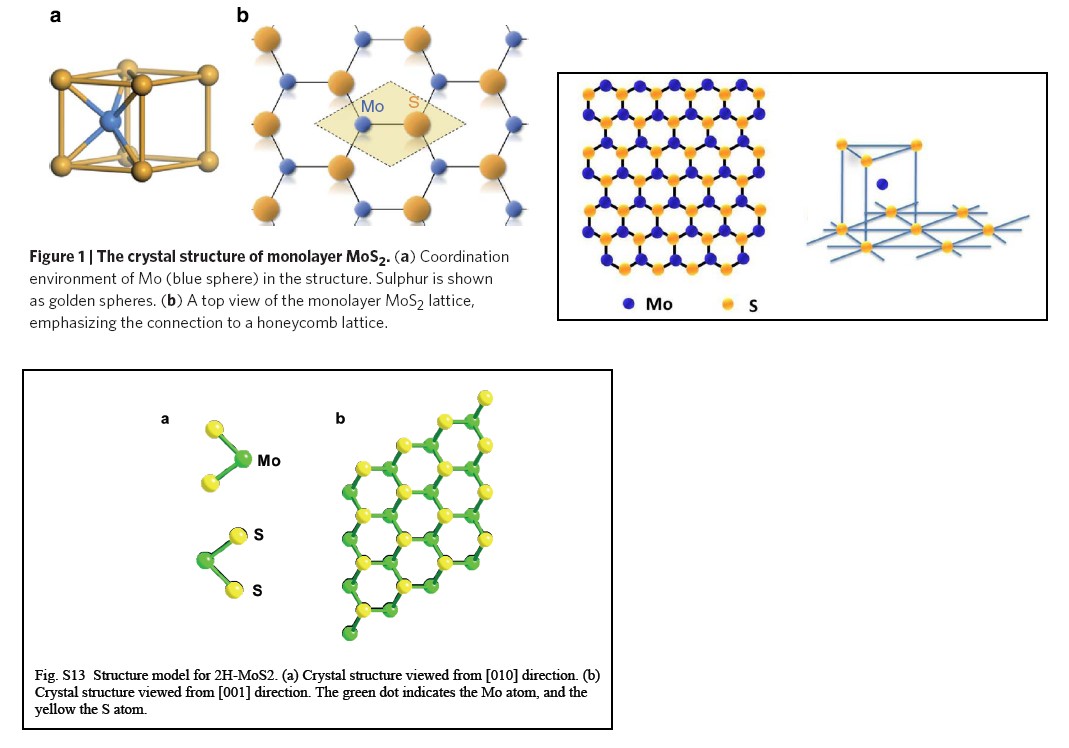 a
b
Mo
S
Figure 1 | The crystal structure of monolayer MoS₂. (a) Coordination
environment of Mo (blue sphere) in the structure. Sulphur is shown
as golden spheres. (b) A top view of the monolayer MoS₂ lattice,
emphasizing the connection to a honeycomb lattice.
Mo
S
a
b
Mo
S
S
Fig. S13 Structure model for 2H-MoS2. (a) Crystal structure viewed from [010] direction. (b)
Crystal structure viewed from [001] direction. The green dot indicates the Mo atom, and the
yellow the S atom.